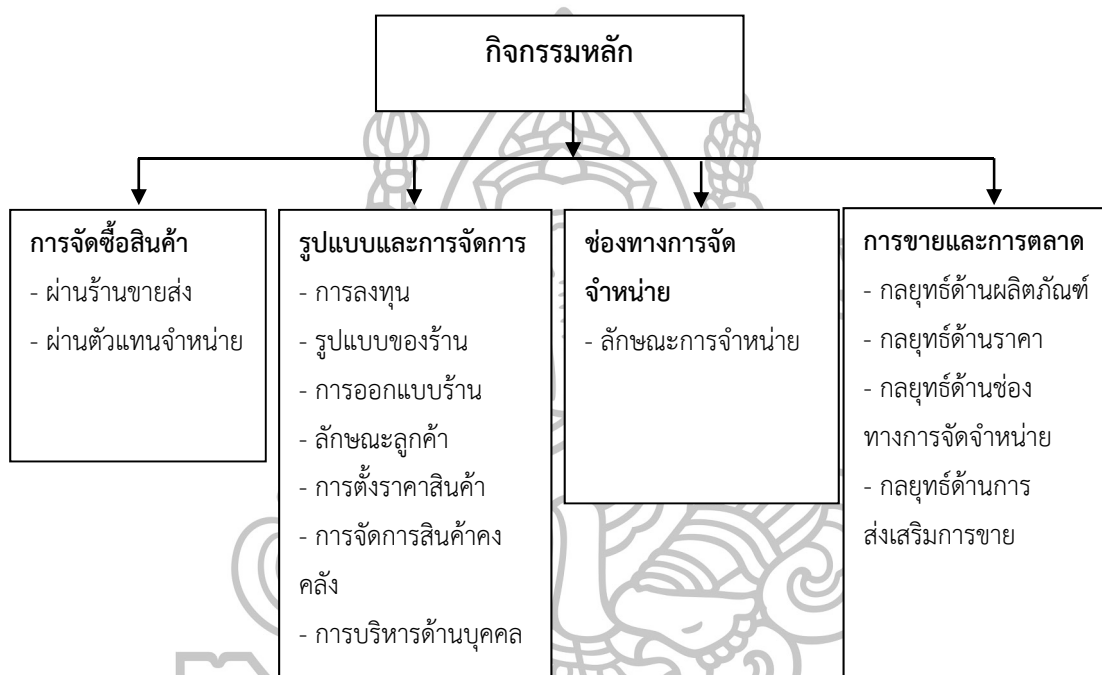 กิจกรรมหลัก
การจัดซื้อสินค้า
- ผ่านร้านขายส่ง
- ผ่านตัวแทนจำหน่าย
รูปแบบและการจัดการ
- การลงทุน
- รูปแบบของร้าน
- การออกแบบร้าน
- ลักษณะลูกค้า
- การตั้งราคาสินค้า
- การจัดการสินค้าคง
คลัง
- การบริหารด้านบุคคล
ช่องทางการจัด
จำหน่าย
- ลักษณะการจำหน่าย
การขายและการตลาด
- กลยุทธ์ด้านผลิตภัณฑ์
- กลยุทธ์ด้านราคา
- กลยุทธ์ด้านช่อง
ทางการจัดจำหน่าย
- กลยุทธ์ด้านการ
ส่งเสริมการขาย